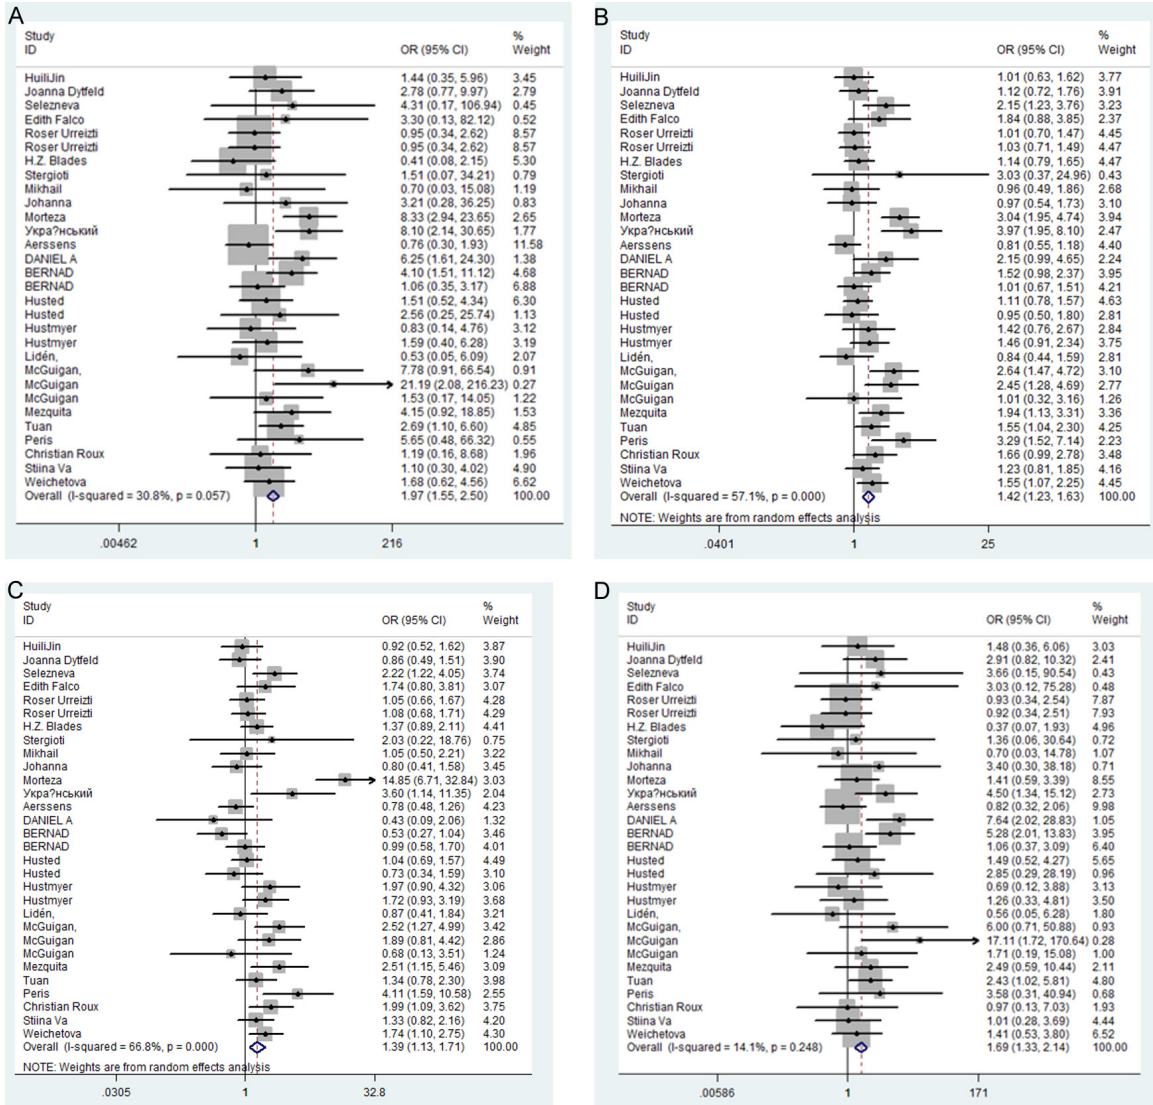 A
Study %
ID OR (95% CI) Weight
HuiliJin 1.44 (0.35, 5.96) 3.45
Joanna Dytfeld 2.78 (0.77, 9.97) 2.79
Selezneva 4.31 (0.17, 106.94) 0.45
Edith Falco 3.30 (0.13, 82.12) 0.52
Roser Urreizti 0.95 (0.34, 2.62) 8.57
Roser Urreizti 0.95 (0.34, 2.62) 8.57
H.Z. Blades 0.41 (0.08, 2.15) 5.30
Stergioti 1.51 (0.07, 34.21) 0.79
Mikhail 0.70 (0.03, 15.08) 1.19
Johanna 3.21 (0.28, 36.25) 0.83
Morteza 8.33 (2.94, 23.65) 2.65
Укра?нський 8.10 (2.14, 30.65) 1.77
Aerssens 0.76 (0.30, 1.93) 11.58
DANIEL A 6.25 (1.61, 24.30) 1.38
BERNAD 4.10 (1.51, 11.12) 4.68
BERNAD 1.06 (0.35, 3.17) 6.88
Husted 1.51 (0.52, 4.34) 6.30
Husted 2.56 (0.25, 25.74) 1.13
Hustmyer 0.83 (0.14, 4.76) 3.12
Hustmyer 1.59 (0.40, 6.28) 3.19
Lidén, 0.53 (0.05, 6.09) 2.07
McGuigan, 7.78 (0.91, 66.54) 0.91
McGuigan 21.19 (2.08, 216.23) 0.27
McGuigan 1.53 (0.17, 14.05) 1.22
Mezquita 4.15 (0.92, 18.85) 1.53
Tuan 2.69 (1.10, 6.60) 4.85
Peris 5.65 (0.48, 66.32) 0.55
Christian Roux 1.19 (0.16, 8.68) 1.96
Stiina Va 1.10 (0.30, 4.02) 4.90
Weichetova 1.68 (0.62, 4.56) 6.62
Overall (I-squared = 30.8%, p = 0.057) 1.97 (1.55, 2.50) 100.00
.00462 1 216
B
Study %
ID OR (95% CI) Weight
HuiliJin 1.01 (0.63, 1.62) 3.77
Joanna Dytfeld 1.12 (0.72, 1.76) 3.91
Selezneva 2.15 (1.23, 3.76) 3.23
Edith Falco 1.84 (0.88, 3.85) 2.37
Roser Urreizti 1.01 (0.70, 1.47) 4.45
Roser Urreizti 1.03 (0.71, 1.49) 4.47
H.Z. Blades 1.14 (0.79, 1.65) 4.47
Stergioti 3.03 (0.37, 24.96) 0.43
Mikhail 0.96 (0.49, 1.86) 2.68
Johanna 0.97 (0.54, 1.73) 3.10
Morteza 3.04 (1.95, 4.74) 3.94
Укра?нський 3.97 (1.95, 8.10) 2.47
Aerssens 0.81 (0.55, 1.18) 4.40
DANIEL A 2.15 (0.99, 4.65) 2.24
BERNAD 1.52 (0.98, 2.37) 3.95
BERNAD 1.01 (0.67, 1.51) 4.21
Husted 1.11 (0.78, 1.57) 4.63
Husted 0.95 (0.50, 1.80) 2.81
Hustmyer 1.42 (0.76, 2.67) 2.84
Hustmyer 1.46 (0.91, 2.34) 3.75
Lidén, 0.84 (0.44, 1.59) 2.81
McGuigan, 2.64 (1.47, 4.72) 3.10
McGuigan 2.45 (1.28, 4.69) 2.77
McGuigan 1.01 (0.32, 3.16) 1.26
Mezquita 1.94 (1.13, 3.31) 3.36
Tuan 1.55 (1.04, 2.30) 4.25
Peris 3.29 (1.52, 7.14) 2.23
Christian Roux 1.66 (0.99, 2.78) 3.48
Stiina Va 1.23 (0.81, 1.85) 4.16
Weichetova 1.55 (1.07, 2.25) 4.45
Overall (I-squared = 57.1%, p = 0.000) 1.42 (1.23, 1.63) 100.00
NOTE: Weights are from random effects analysis
.0401 1 25
C
Study %
ID OR (95% CI) Weight
HuiliJin 0.92 (0.52, 1.62) 3.87
Joanna Dytfeld 0.86 (0.49, 1.51) 3.90
Selezneva 2.22 (1.22, 4.05) 3.74
Edith Falco 1.74 (0.80, 3.81) 3.07
Roser Urreizti 1.05 (0.66, 1.67) 4.28
Roser Urreizti 1.08 (0.68, 1.71) 4.29
H.Z. Blades 1.37 (0.89, 2.11) 4.41
Stergioti 2.03 (0.22, 18.76) 0.75
Mikhail 1.05 (0.50, 2.21) 3.22
Johanna 0.80 (0.41, 1.58) 3.45
Morteza 14.85 (6.71, 32.84) 3.03
Укра?нський 3.60 (1.14, 11.35) 2.04
Aerssens 0.78 (0.48, 1.26) 4.23
DANIEL A 0.43 (0.09, 2.06) 1.32
BERNAD 0.53 (0.27, 1.04) 3.46
BERNAD 0.99 (0.58, 1.70) 4.01
Husted 1.04 (0.69, 1.57) 4.49
Husted 0.73 (0.34, 1.59) 3.10
Hustmyer 1.97 (0.90, 4.32) 3.06
Hustmyer 1.72 (0.93, 3.19) 3.68
Lidén, 0.87 (0.41, 1.84) 3.21
McGuigan, 2.52 (1.27, 4.99) 3.42
McGuigan 1.89 (0.81, 4.42) 2.86
McGuigan 0.68 (0.13, 3.51) 1.24
Mezquita 2.51 (1.15, 5.46) 3.09
Tuan 1.34 (0.78, 2.30) 3.98
Peris 4.11 (1.59, 10.58) 2.55
Christian Roux 1.99 (1.09, 3.62) 3.75
Stiina Va 1.33 (0.82, 2.16) 4.20
Weichetova 1.74 (1.10, 2.75) 4.30
Overall (I-squared = 66.8%, p = 0.000) 1.39 (1.13, 1.71) 100.00
NOTE: Weights are from random effects analysis
.0305 1 32.8
D
Study %
ID OR (95% CI) Weight
HuiliJin 1.48 (0.36, 6.06) 3.03
Joanna Dytfeld 2.91 (0.82, 10.32) 2.41
Selezneva 3.66 (0.15, 90.54) 0.43
Edith Falco 3.03 (0.12, 75.28) 0.48
Roser Urreizti 0.93 (0.34, 2.54) 7.87
Roser Urreizti 0.92 (0.34, 2.51) 7.93
H.Z. Blades 0.37 (0.07, 1.93) 4.96
Stergioti 1.36 (0.06, 30.64) 0.72
Mikhail 0.70 (0.03, 14.78) 1.07
Johanna 3.40 (0.30, 38.18) 0.71
Morteza 1.41 (0.59, 3.39) 8.55
Укра?нський 4.50 (1.34, 15.12) 2.73
Aerssens 0.82 (0.32, 2.06) 9.98
DANIEL A 7.64 (2.02, 28.83) 1.05
BERNAD 5.28 (2.01, 13.83) 3.95
BERNAD 1.06 (0.37, 3.09) 6.40
Husted 1.49 (0.52, 4.27) 5.65
Husted 2.85 (0.29, 28.19) 0.96
Hustmyer 0.69 (0.12, 3.88) 3.13
Hustmyer 1.26 (0.33, 4.81) 3.50
Lidén, 0.56 (0.05, 6.28) 1.80
McGuigan, 6.00 (0.71, 50.88) 0.93
McGuigan 17.11 (1.72, 170.64) 0.28
McGuigan 1.71 (0.19, 15.08) 1.00
Mezquita 2.49 (0.59, 10.44) 2.11
Tuan 2.43 (1.02, 5.81) 4.80
Peris 3.58 (0.31, 40.94) 0.68
Christian Roux 0.97 (0.13, 7.03) 1.93
Stiina Va 1.01 (0.28, 3.69) 4.44
Weichetova 1.41 (0.53, 3.80) 6.52
Overall (I-squared = 14.1%, p = 0.248) 1.69 (1.33, 2.14) 100.00
.00586 1 171